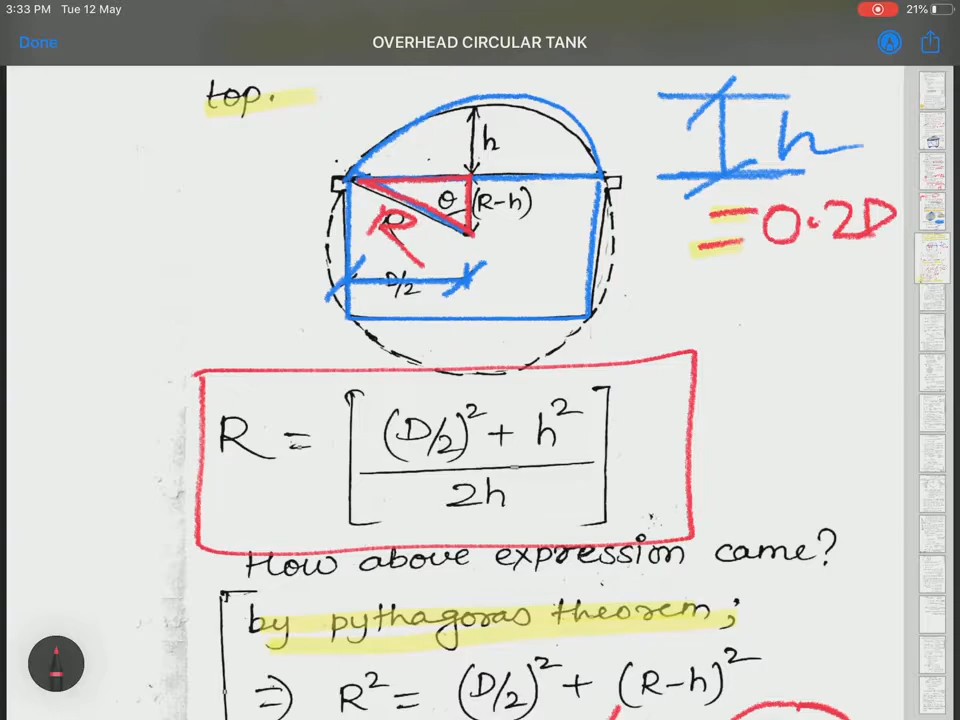 3:33 PM Tue 12 May
21%
Done
OVERHEAD CIRCULAR TANK
top.
h
h
θ
(R-h)
R
= 0.2D
D/2
R = [(D/2)² + h² / 2h]
How above expression came?
by pythagoras theorem;
⇒ R² = (D/2)² + (R-h)²